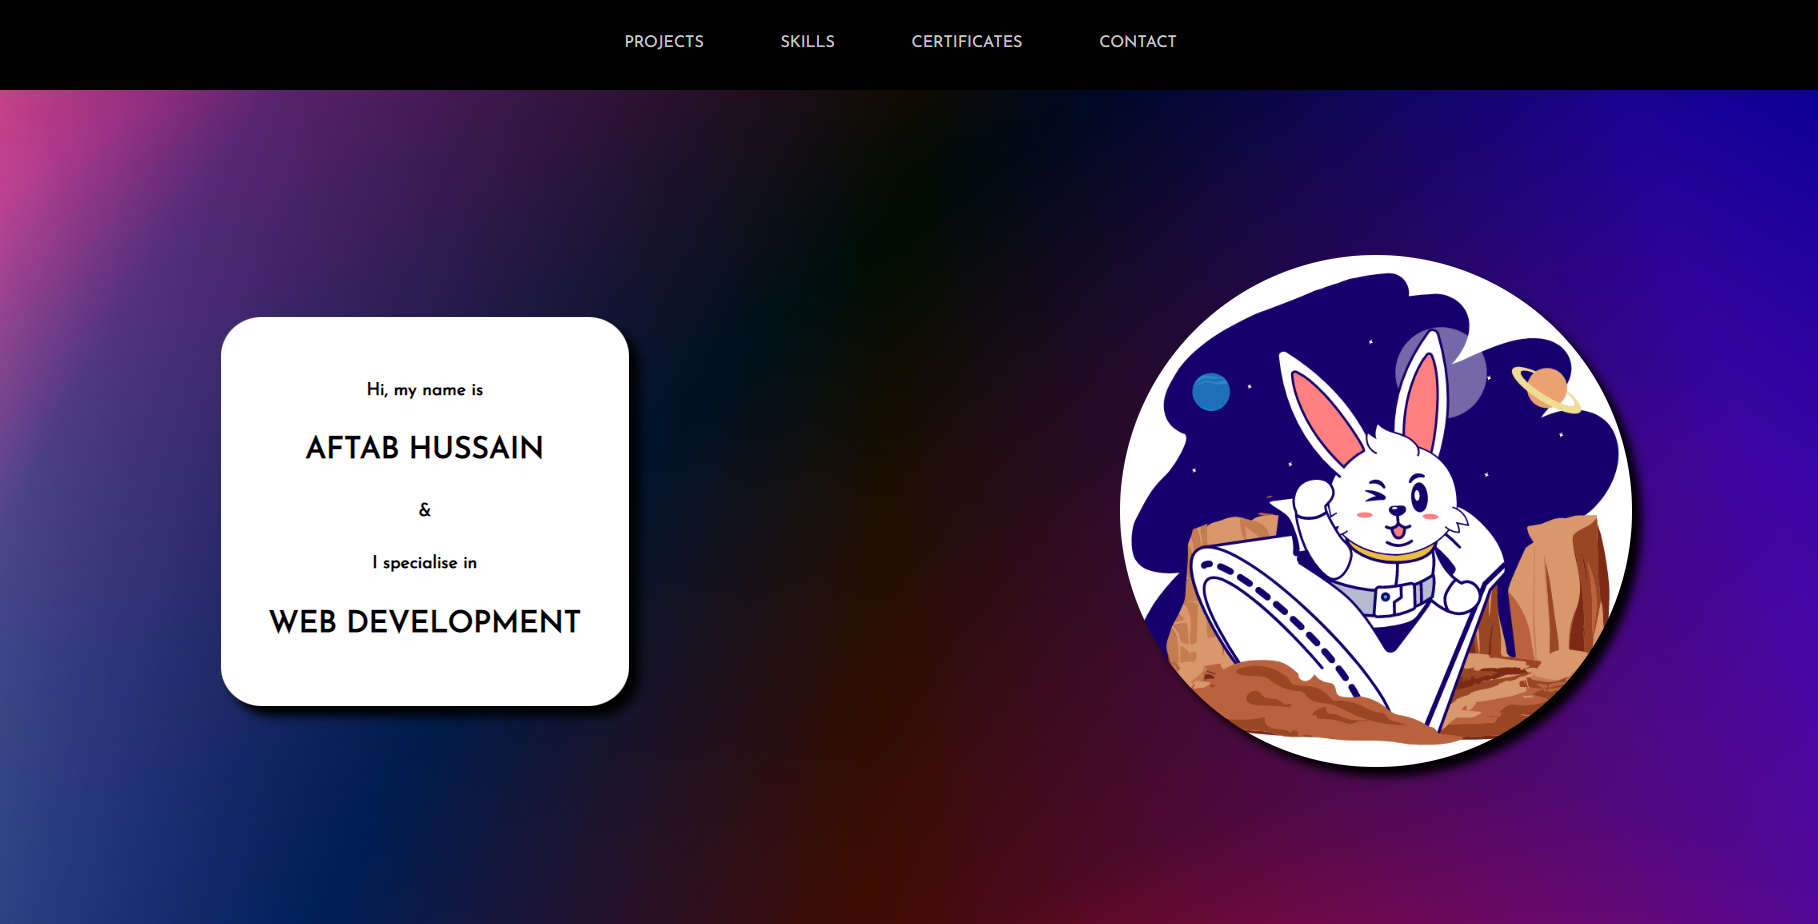 PROJECTS SKILLS CERTIFICATES CONTACT
Hi, my name is
AFTAB HUSSAIN
&
I specialise in
WEB DEVELOPMENT